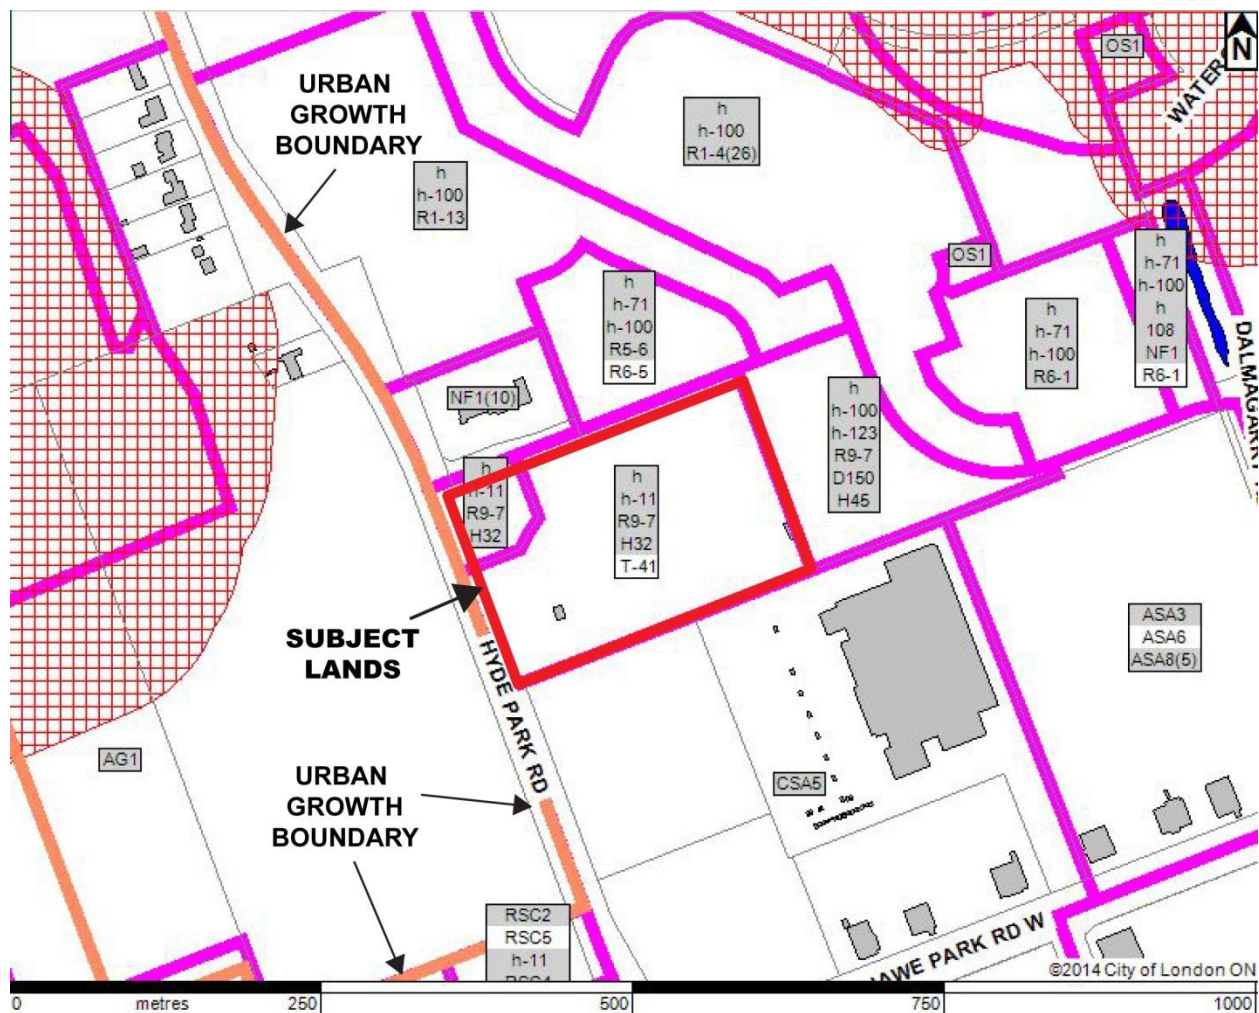 OS1
N
WATER
URBAN
GROWTH
BOUNDARY
h
h-100
R1-4(26)
h
h-100
R1-13
OS1
h
h-71
h-100
h
108
NF1
R6-1
h
h-71
h-100
R5-6
R6-5
h
h-71
h-100
R6-1
DALMAGARRY
NF1(10)
h
h-100
h-123
R9-7
D150
H45
h
h-11
R9-7
H32
h
h-11
R9-7
H32
T-41
SUBJECT
LANDS
HYDE PARK RD
ASA3
ASA6
ASA8(5)
AG1
URBAN
GROWTH
BOUNDARY
CSA5
RSC2
RSC5
h-11
RSC4
AWE PARK RD W
©2014 City of London ON
0 metres 250 500 750 1000